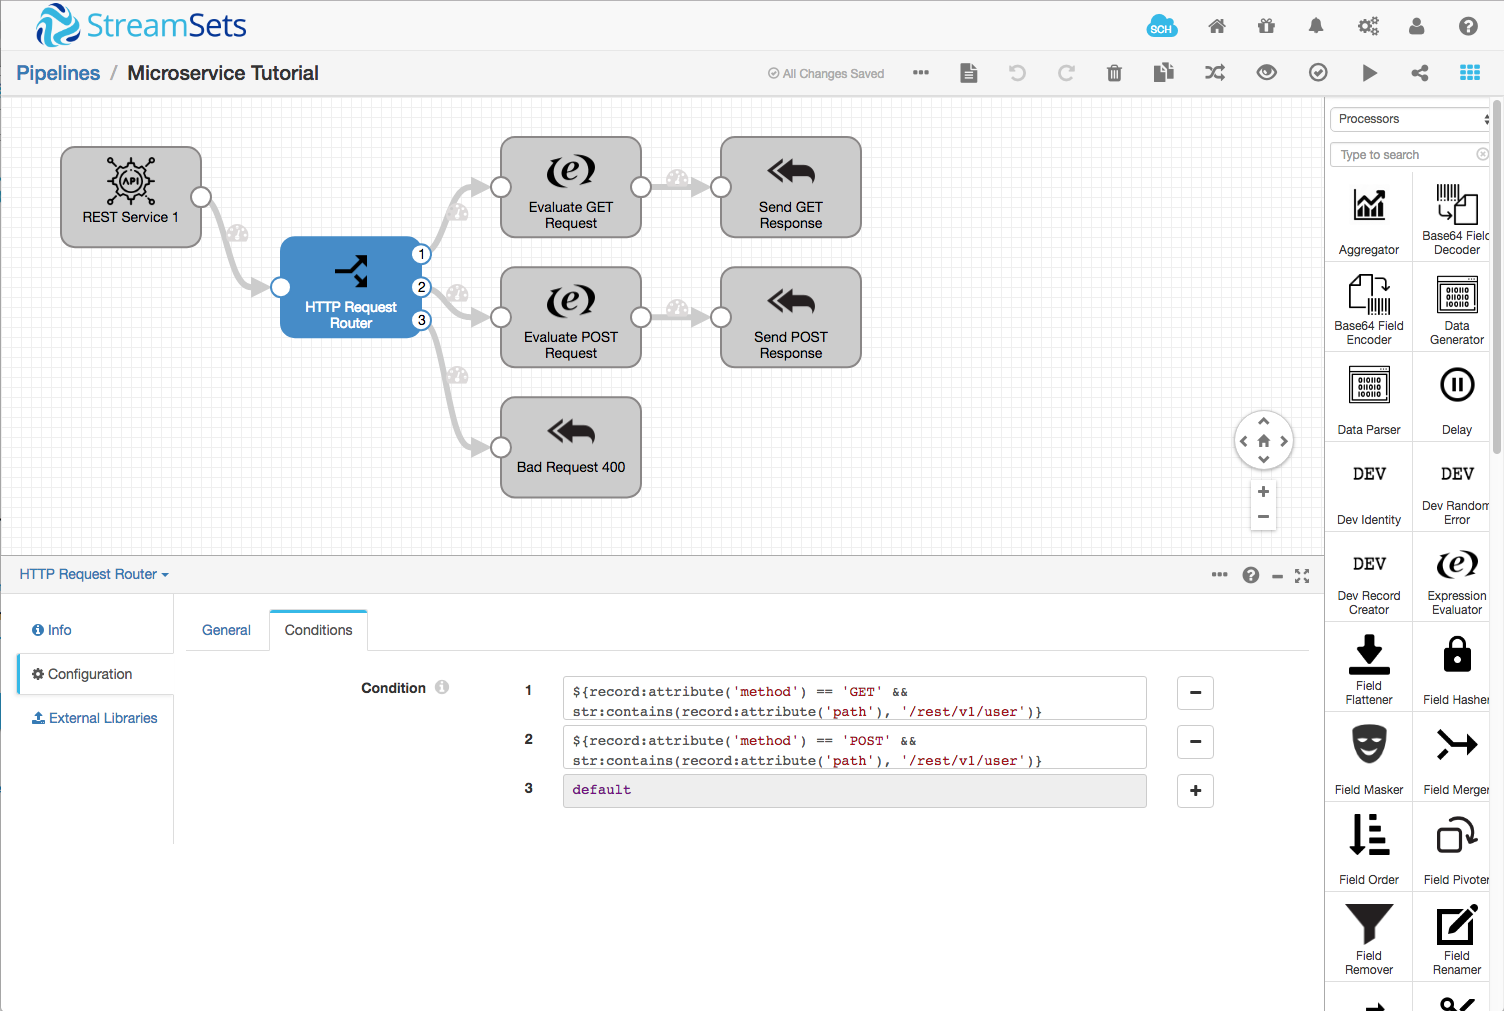 StreamSets
SCH
Pipelines / Microservice Tutorial
All Changes Saved
API
REST Service 1
HTTP Request
Router
1
2
3
Evaluate GET
Request
Send GET
Response
Evaluate POST
Request
Send POST
Response
Bad Request 400
Processors
Type to search
Aggregator
Base64 Field
Decoder
Base64 Field
Encoder
Data
Generator
Data Parser
Delay
DEV
Dev Identity
DEV
Dev Random
Error
DEV
Dev Record
Creator
Expression
Evaluator
Field
Flattener
Field Hasher
Field Masker
Field Merger
Field Order
Field Pivoter
Field
Remover
Field
Renamer
HTTP Request Router
Info
Configuration
External Libraries
General
Conditions
Condition
1
${record:attribute('method') == 'GET' &&
str:contains(record:attribute('path'), '/rest/v1/user')}
2
${record:attribute('method') == 'POST' &&
str:contains(record:attribute('path'), '/rest/v1/user')}
3
default